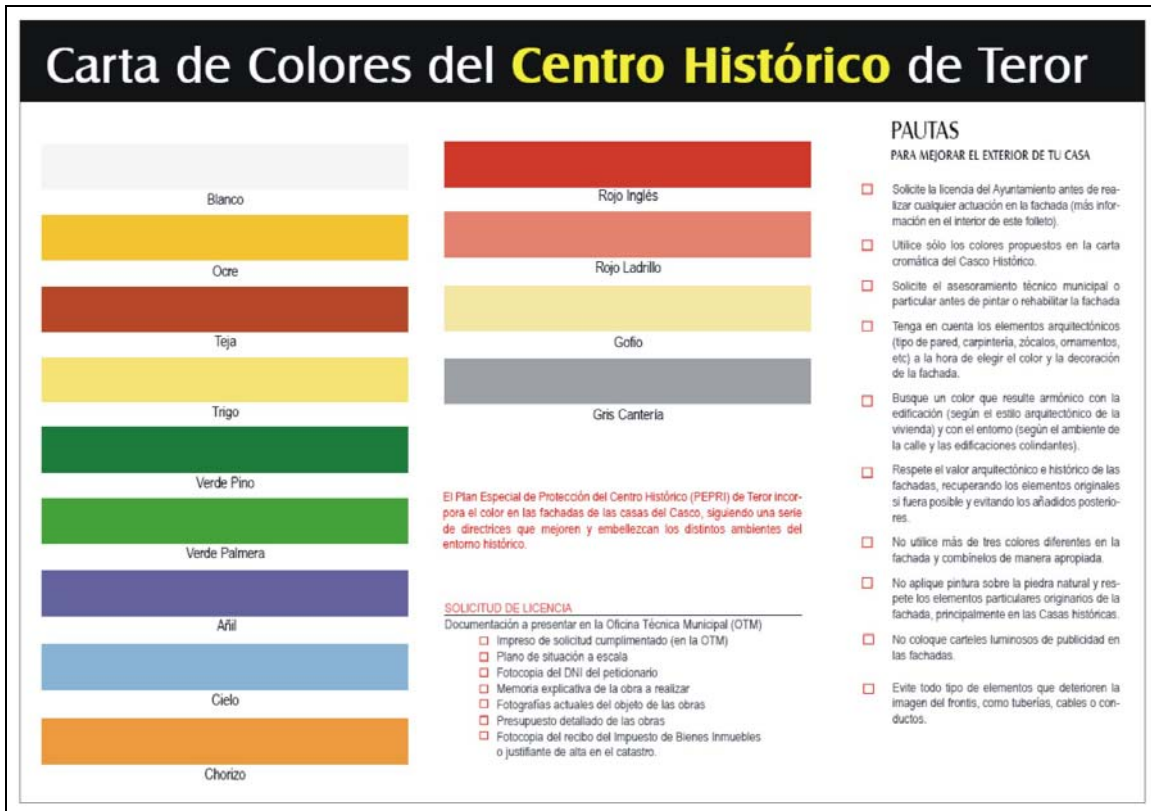 Carta de Colores del Centro Histórico de Teror
Blanco
Ocre
Teja
Trigo
Verde Pino
Verde Palmera
Añil
Cielo
Chorizo
Rojo Inglés
Rojo Ladrillo
Gofio
Gris Cantería
El Plan Especial de Protección del Centro Histórico (PEPRI) de Teror incor-
pora el color en las fachadas de las casas del Casco, siguiendo una serie
de directrices que mejoren y embellezcan los distintos ambientes del
entorno histórico.
SOLICITUD DE LICENCIA
Documentación a presentar en la Oficina Técnica Municipal (OTM)
Impreso de solicitud cumplimentado (en la OTM)
Plano de situación a escala
Fotocopia del DNI del peticionario
Memoria explicativa de la obra a realizar
Fotografías actuales del objeto de las obras
Presupuesto detallado de las obras
Fotocopia del recibo del Impuesto de Bienes Inmuebles
o justifiante de alta en el catastro.
PAUTAS
PARA MEJORAR EL EXTERIOR DE TU CASA
Solicite la licencia del Ayuntamiento antes de rea-
lizar cualquier actuación en la fachada (más infor-
mación en el interior de este folleto).
Utilice sólo los colores propuestos en la carta
cromática del Casco Histórico.
Solicite el asesoramiento técnico municipal o
particular antes de pintar o rehabilitar la fachada
Tenga en cuenta los elementos arquitectónicos
(tipo de pared, carpintería, zócalos, ornamentos,
etc) a la hora de elegir el color y la decoración
de la fachada.
Busque un color que resulte armónico con la
edificación (según el estilo arquitectónico de la
vivienda) y con el entorno (según el ambiente de
la calle y las edificaciones colindantes).
Respete el valor arquitectónico e histórico de las
fachadas, recuperando los elementos originales
si fuera posible y evitando los añadidos posterio-
res.
No utilice más de tres colores diferentes en la
fachada y combínelos de manera apropiada.
No aplique pintura sobre la piedra natural y res-
pete los elementos particulares originarios de la
fachada, principalmente en las Casas históricas.
No coloque carteles luminosos de publicidad en
las fachadas.
Evite todo tipo de elementos que deterioren la
imagen del frontis, como tuberías, cables o con-
ductos.